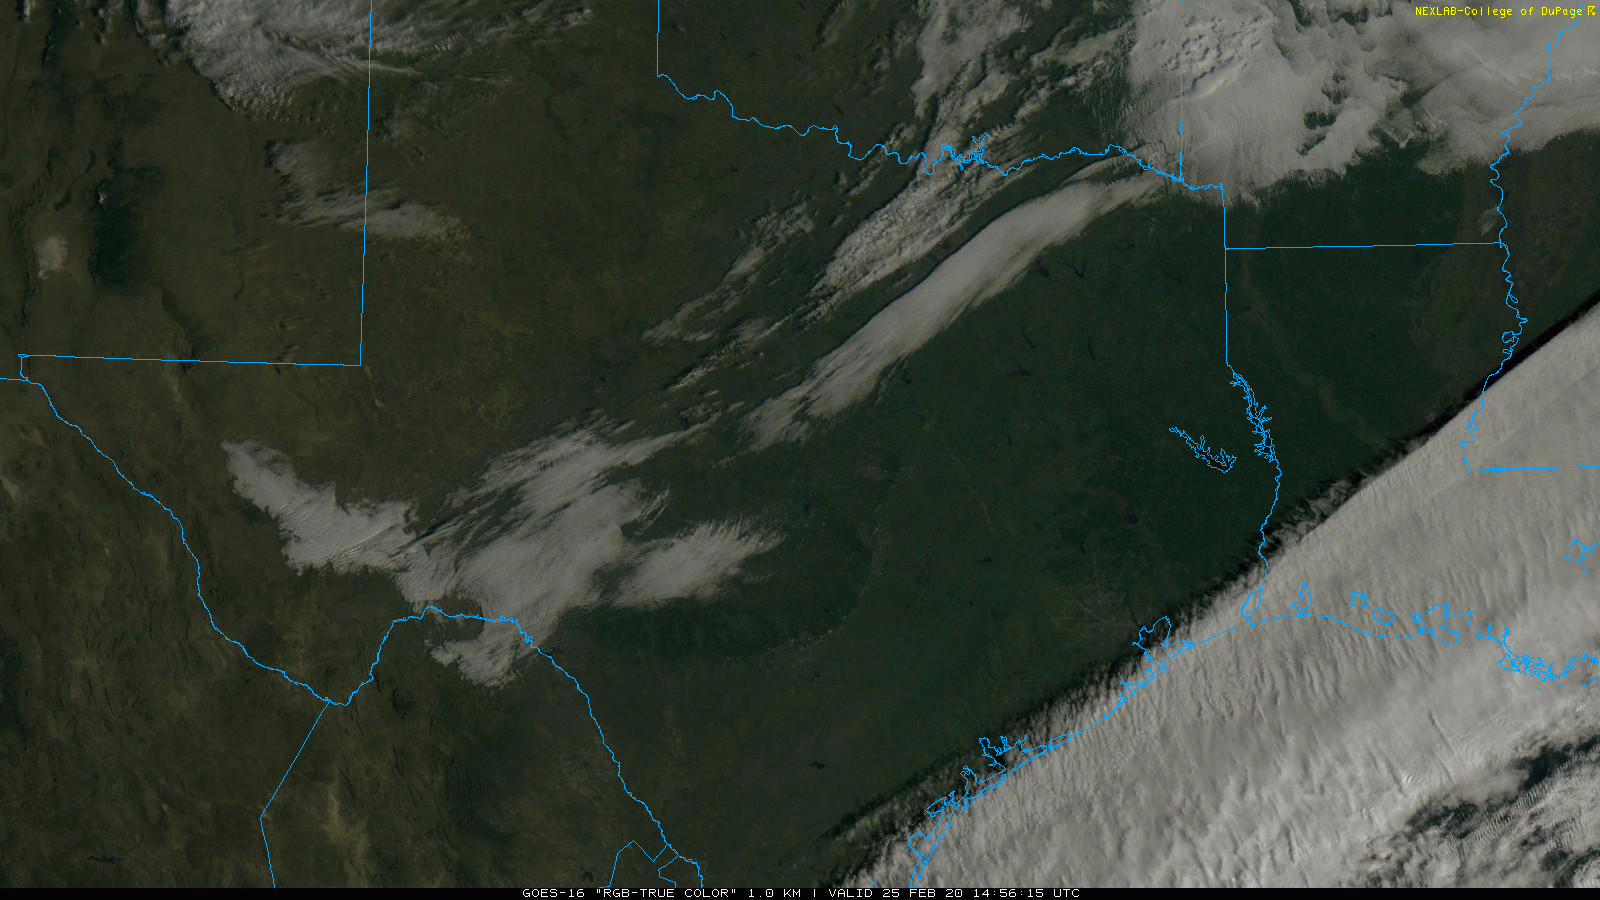 NEXLAB-College of DuPage
GOES-16 "RGB-TRUE COLOR" 1.0 KM | VALID 25 FEB 20 14:56:15 UTC